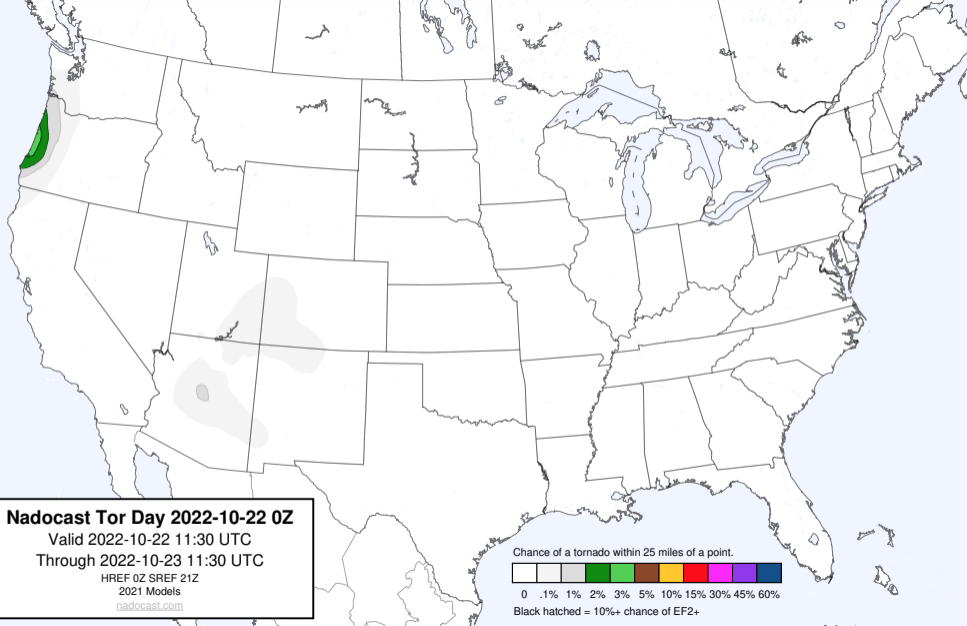 Nadocast Tor Day 2022-10-22 0Z
Valid 2022-10-22 11:30 UTC
Through 2022-10-23 11:30 UTC
HREF 0Z SREF 21Z
2021 Models
nadocast.com
Chance of a tornado within 25 miles of a point.
0 .1% 1% 2% 3% 5% 10% 15% 30% 45% 60%
Black hatched = 10%+ chance of EF2+